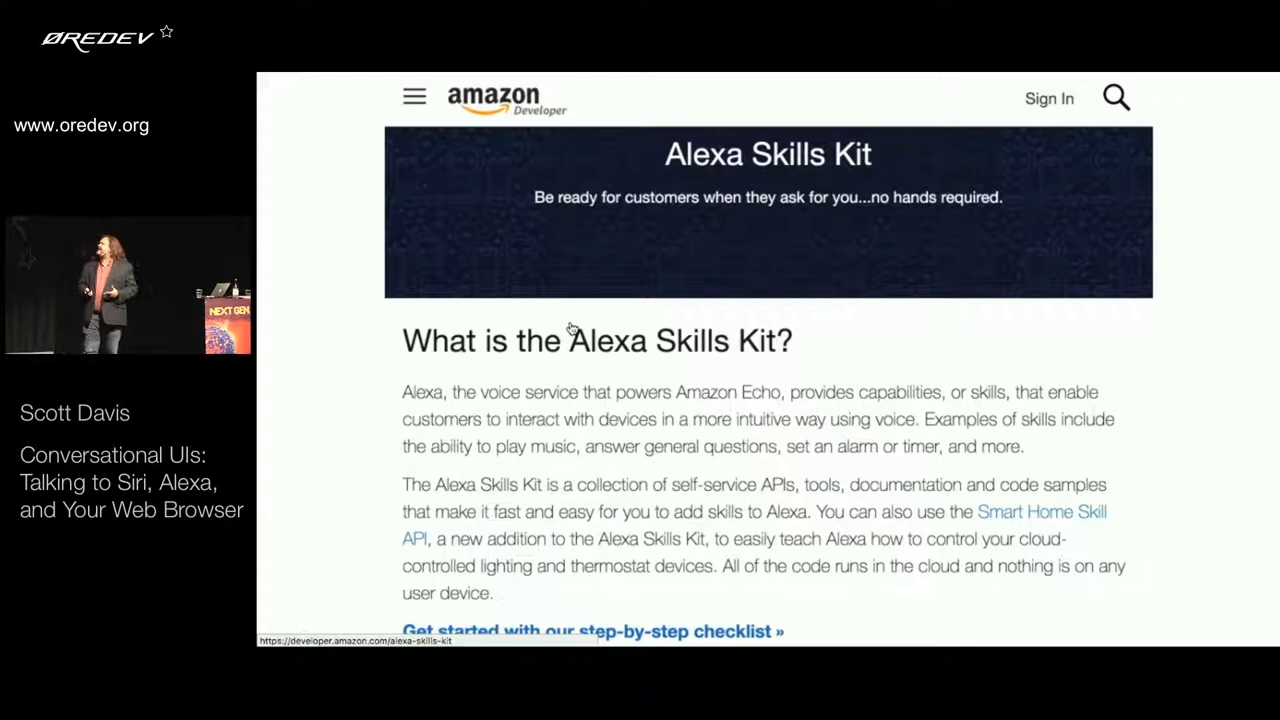 ØREDEV
www.oredev.org
NEXT GEN
Scott Davis
Conversational UIs:
Talking to Siri, Alexa,
and Your Web Browser
amazon
Developer
Sign In
Alexa Skills Kit
Be ready for customers when they ask for you...no hands required.
What is the Alexa Skills Kit?
Alexa, the voice service that powers Amazon Echo, provides capabilities, or skills, that enable
customers to interact with devices in a more intuitive way using voice. Examples of skills include
the ability to play music, answer general questions, set an alarm or timer, and more.
The Alexa Skills Kit is a collection of self-service APIs, tools, documentation and code samples
that make it fast and easy for you to add skills to Alexa. You can also use the Smart Home Skill
API, a new addition to the Alexa Skills Kit, to easily teach Alexa how to control your cloud-
controlled lighting and thermostat devices. All of the code runs in the cloud and nothing is on any
user device.
Get started with our step-by-step checklist »
https://developer.amazon.com/alexa-skills-kit